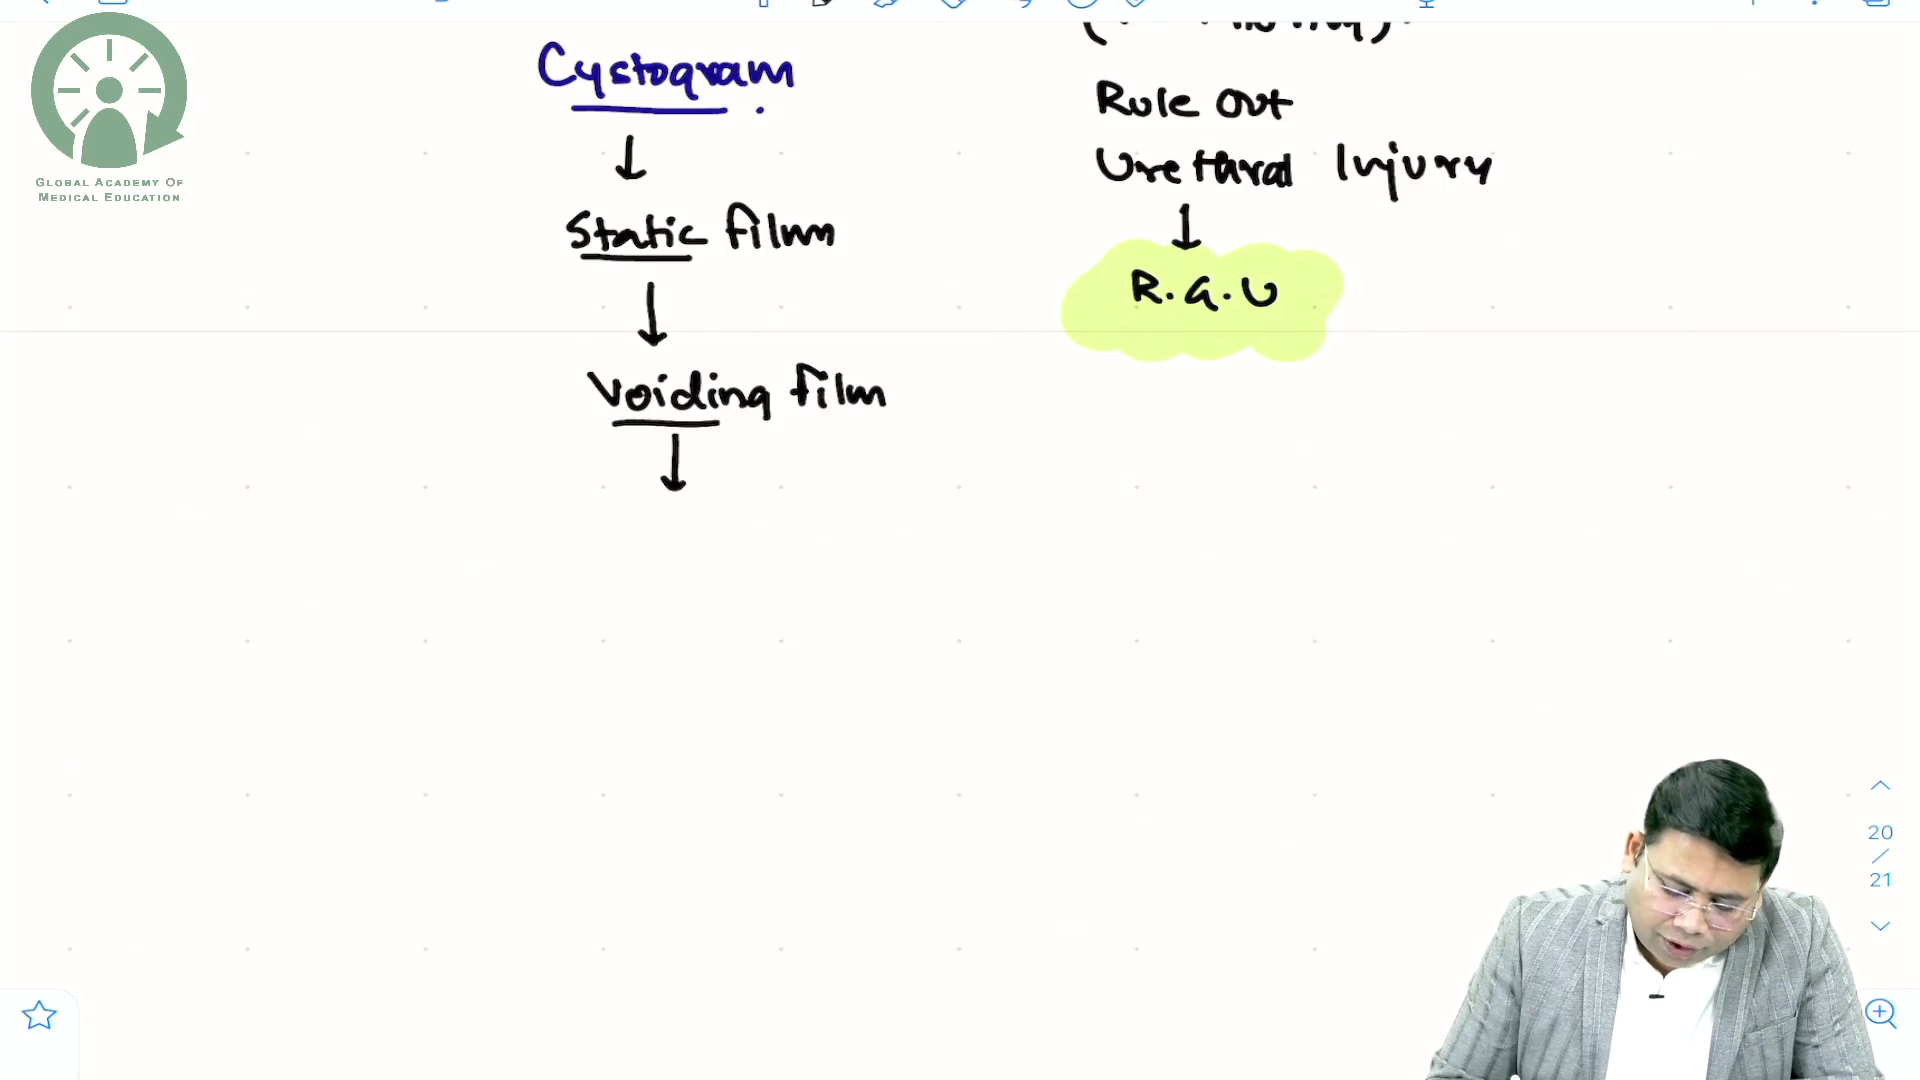 GLOBAL ACADEMY OF
MEDICAL EDUCATION
Cystogram
↓
Static film
↓
Voiding film
↓
Rule out
Urethral Injury
↓
R.G.U
20
/
21